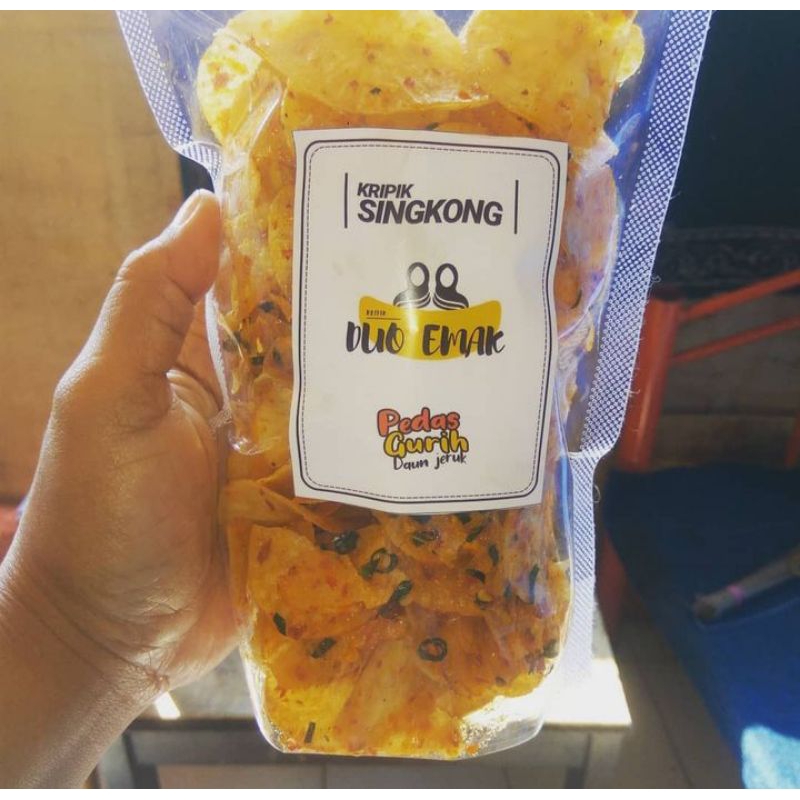 KRIPIK
SINGKONG
DUO EMAK
Pedas
Gurih
Daun jeruk